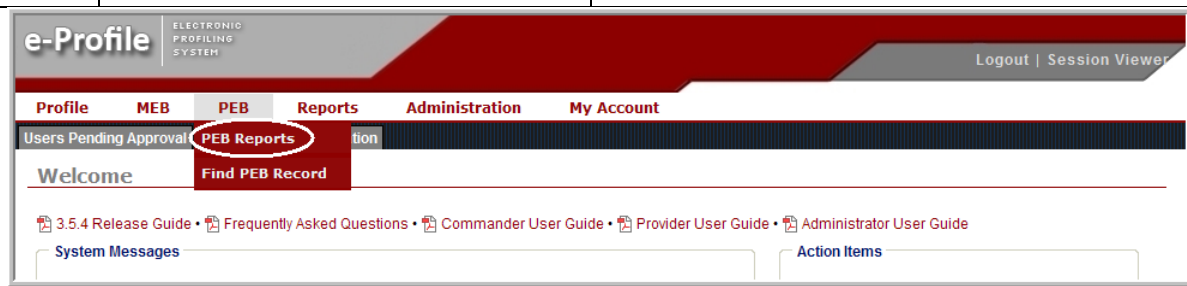 e-Profile
ELECTRONIC
PROFILING
SYSTEM
Logout | Session Viewer
Profile MEB PEB Reports Administration My Account
Users Pending Approval PEB Reports tion
Welcome Find PEB Record
3.5.4 Release Guide • Frequently Asked Questions • Commander User Guide • Provider User Guide • Administrator User Guide
System Messages Action Items